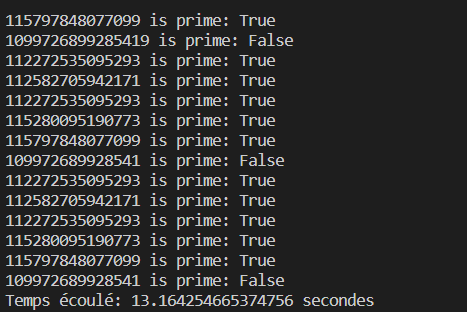 115797848077099 is prime: True
1099726899285419 is prime: False
112272535095293 is prime: True
112582705942171 is prime: True
112272535095293 is prime: True
115280095190773 is prime: True
115797848077099 is prime: True
109972689928541 is prime: False
112272535095293 is prime: True
112582705942171 is prime: True
112272535095293 is prime: True
115280095190773 is prime: True
115797848077099 is prime: True
109972689928541 is prime: False
Temps écoulé: 13.164254665374756 secondes